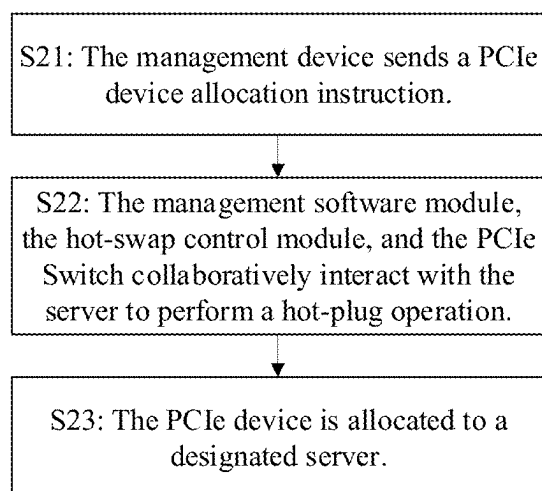 S21: The management device sends a PCIe
device allocation instruction.
S22: The management software module,
the hot-swap control module, and the PCIe
Switch collaboratively interact with the
server to perform a hot-plug operation.
S23: The PCIe device is allocated to a
designated server.